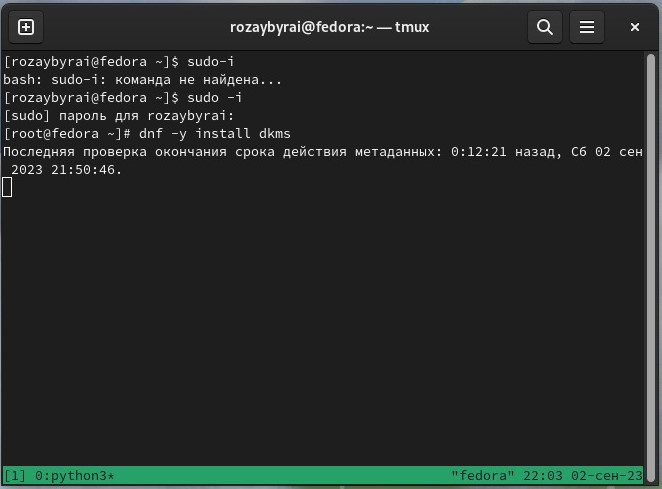 rozaybyrai@fedora:~ — tmux
[rozaybyrai@fedora ~]$ sudo-i
bash: sudo-i: команда не найдена...
[rozaybyrai@fedora ~]$ sudo -i
[sudo] пароль для rozaybyrai:
[root@fedora ~]# dnf -y install dkms
Последняя проверка окончания срока действия метаданных: 0:12:21 назад, Сб 02 сен
2023 21:50:46.
[1] 0:python3* "fedora" 22:03 02-сен-23